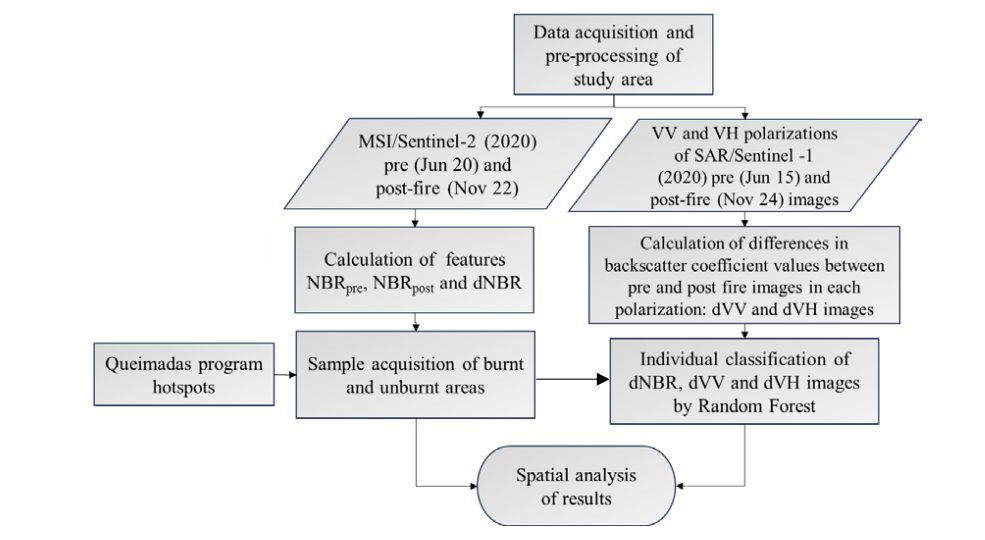 Data acquisition and
pre-processing of
study area
MSI/Sentinel-2 (2020)
pre (Jun 20) and
post-fire (Nov 22)
VV and VH polarizations
of SAR/Sentinel -1
(2020) pre (Jun 15) and
post-fire (Nov 24) images
Calculation of features
NBRpre, NBRpost and dNBR
Calculation of differences in
backscatter coefficient values between
pre and post fire images in each
polarization: dVV and dVH images
Queimadas program
hotspots
Sample acquisition of burnt
and unburnt areas
Individual classification of
dNBR, dVV and dVH images
by Random Forest
Spatial analysis
of results